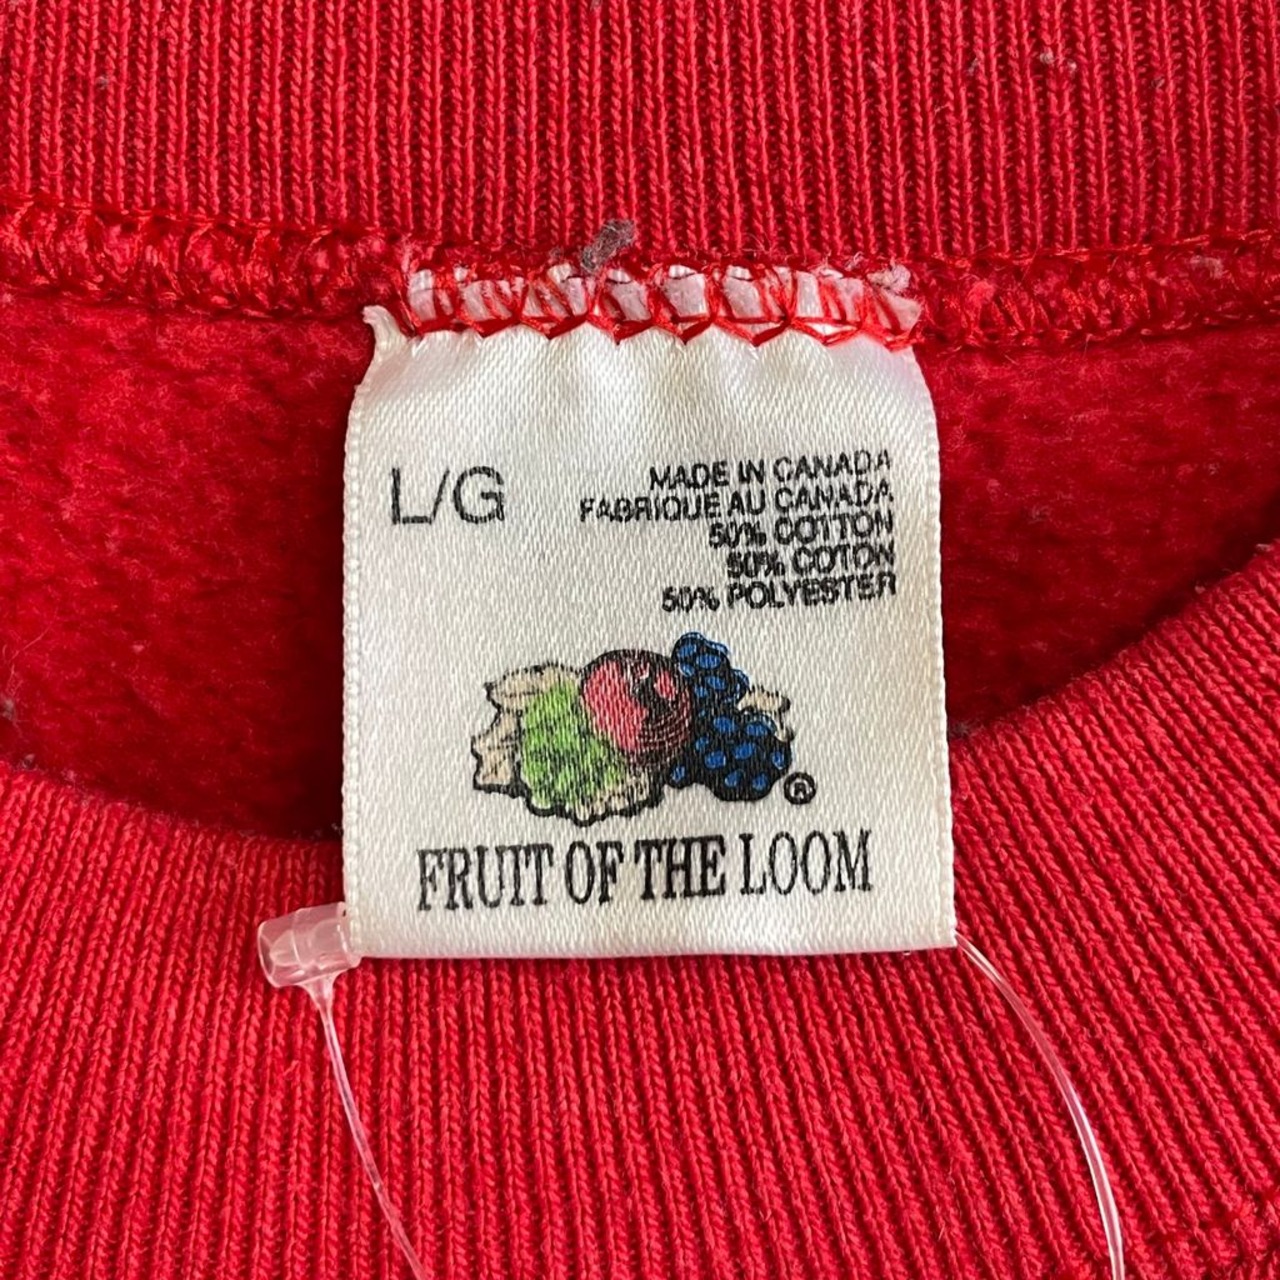 L/G
MADE IN CANADA
FABRIQUE AU CANADA
50% COTTON
50% COTON
50% POLYESTER
®
FRUIT OF THE LOOM